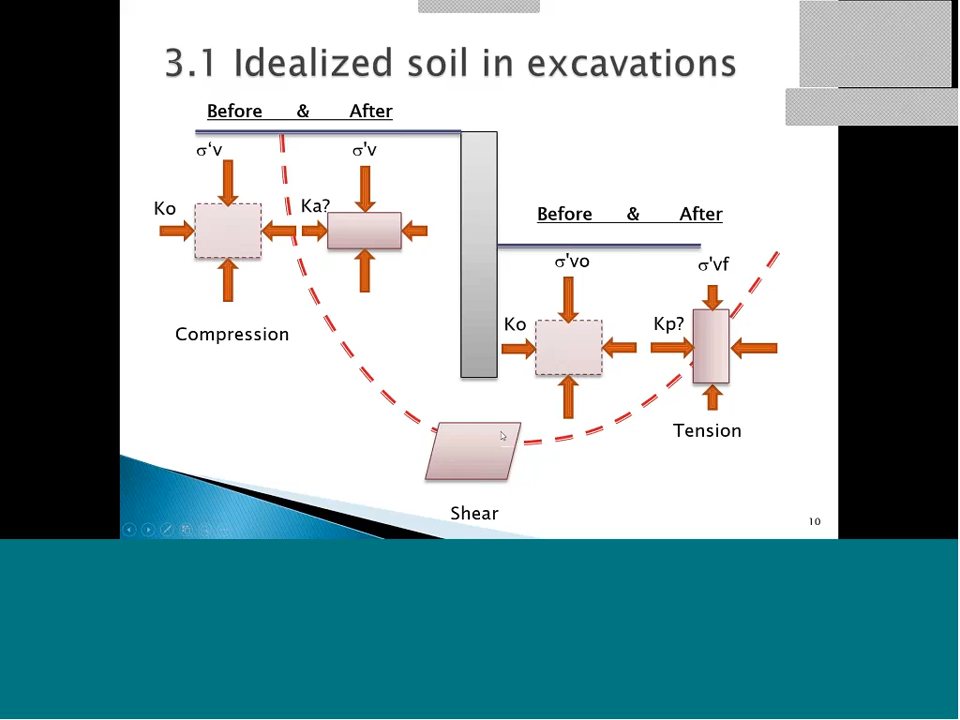 3.1 Idealized soil in excavations
Before & After
σ‘v σ'v
Ko Ka?
Compression
Before & After
σ'vo σ'vf
Ko Kp?
Tension
Shear
10